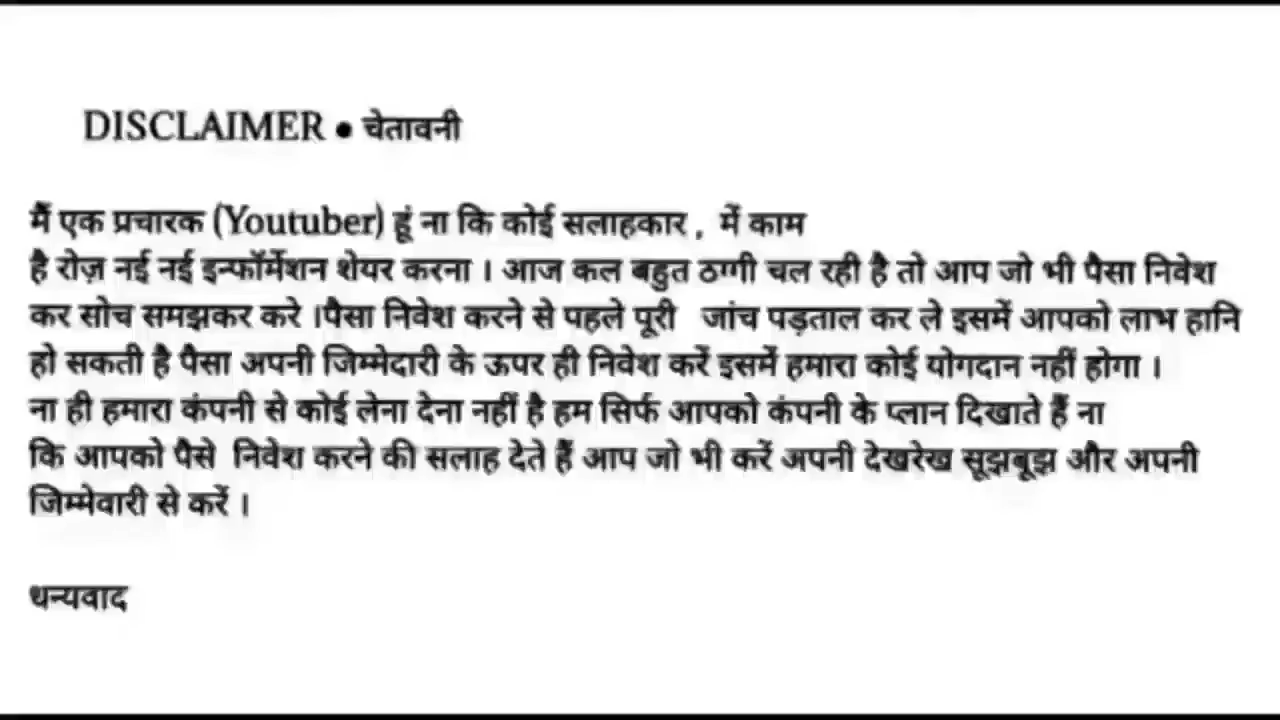 DISCLAIMER • चेतावनी
मैं एक प्रचारक (Youtuber) हूं ना कि कोई सलाहकार , में काम
है रोज़ नई नई इन्फॉर्मेशन शेयर करना । आज कल बहुत ठग्गी चल रही है तो आप जो भी पैसा निवेश
कर सोच समझकर करे ।पैसा निवेश करने से पहले पूरी जांच पड़ताल कर ले इसमें आपको लाभ हानि
हो सकती है पैसा अपनी जिम्मेदारी के ऊपर ही निवेश करें इसमें हमारा कोई योगदान नहीं होगा ।
ना ही हमारा कंपनी से कोई लेना देना नहीं है हम सिर्फ आपको कंपनी के प्लान दिखाते हैं ना
कि आपको पैसे निवेश करने की सलाह देते हैं आप जो भी करें अपनी देखरेख सूझबूझ और अपनी
जिम्मेवारी से करें ।
धन्यवाद